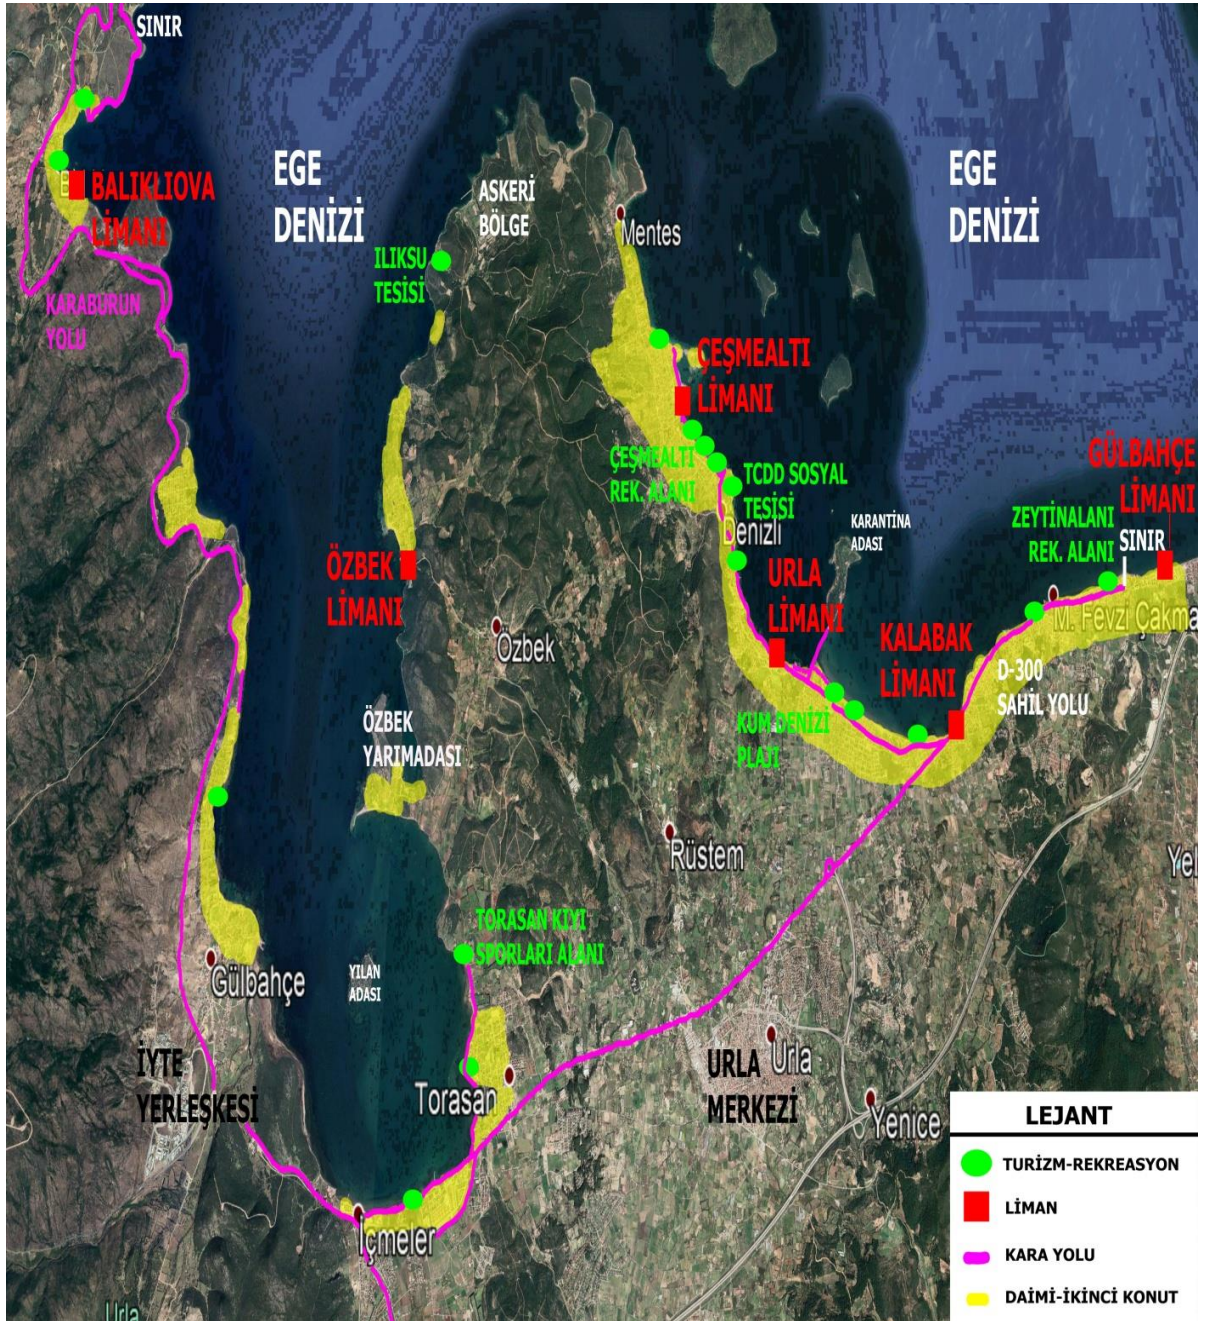 SINIR
EGE
DENİZİ
EGE
DENİZİ
BALIKLIOVA
LİMANI
ASKERİ
BÖLGE
Mentes
ILIKSU
TESİSİ
KARABURUN
YOLU
ÇEŞMEALTI
LİMANI
ÇEŞMEALTI
REK. ALANI
TCDD SOSYAL
TESİSİ
GÜLBAHÇE
LİMANI
Denizli
KARANTİNA
ADASI
ZEYTİNALANI
REK. ALANI
SINIR
ÖZBEK
LİMANI
URLA
LİMANI
M. Fevzi Çakma
Özbek
KALABAK
LİMANI
D-300
SAHİL YOLU
ÖZBEK
YARIMADASI
KUM DENİZİ
PLAJI
Rüstem
Yel
TORASAN KIYI
SPORLARI ALANI
Gülbahçe
YILAN
ADASI
İYTE
YERLEŞKESİ
URLA
MERKEZİ
Urla
Torasan
Yenice
İçmeler
Urla
LEJANT
TURİZM-REKREASYON
LİMAN
KARA YOLU
DAİMİ-İKİNCİ KONUT